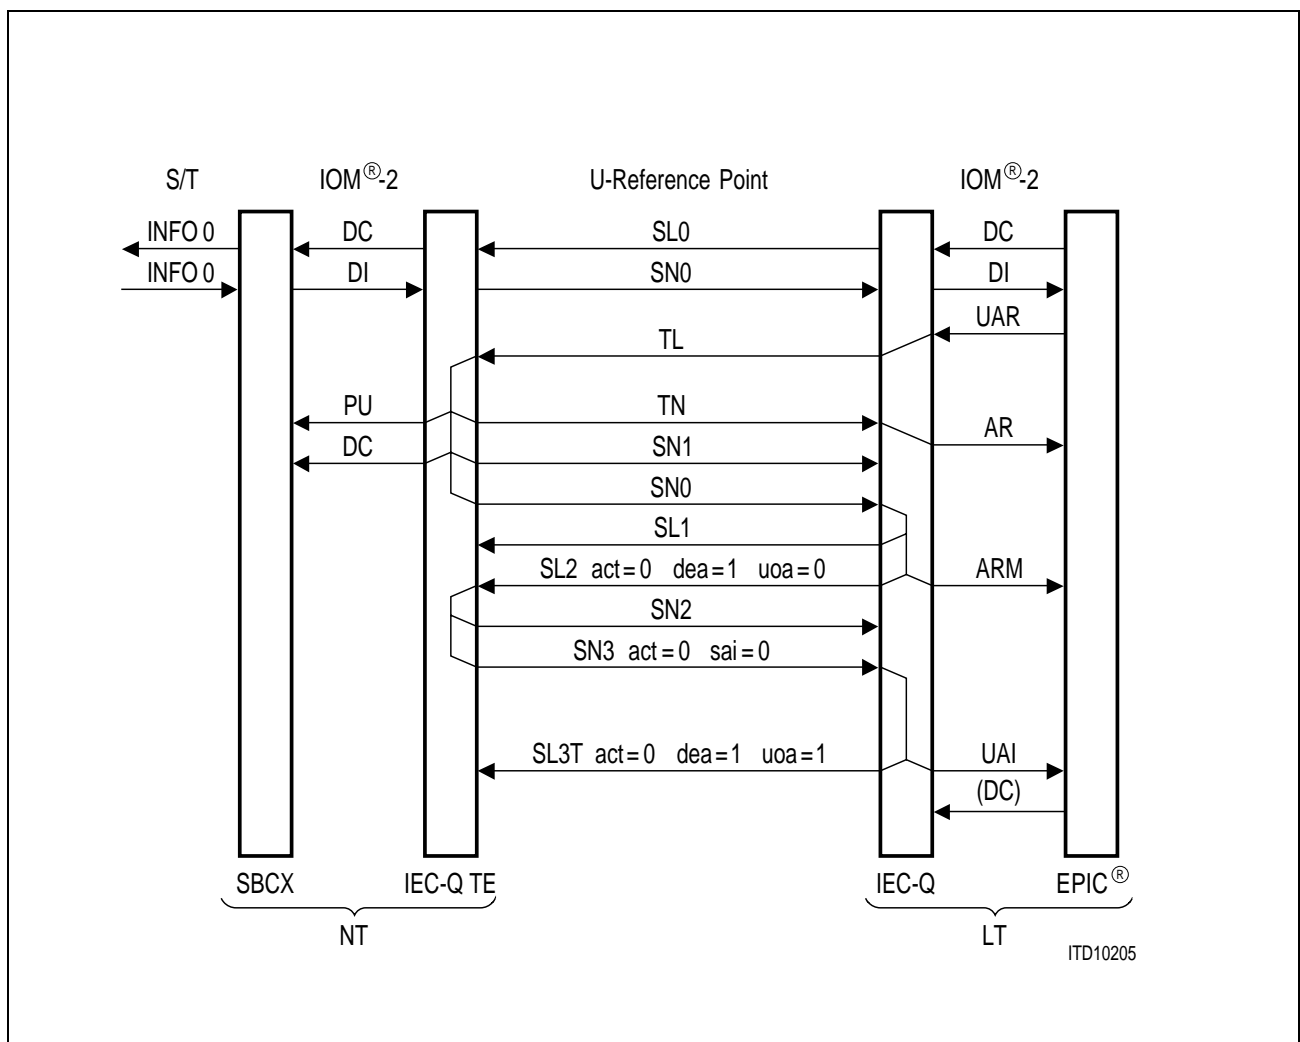 S/T IOM®-2 U-Reference Point IOM®-2
INFO 0 DC SL0 DC
INFO 0 DI SN0 DI
UAR
TL
PU TN
AR
DC SN1
SN0
SL1
SL2 act=0 dea=1 uoa=0 ARM
SN2
SN3 act=0 sai=0
SL3T act=0 dea=1 uoa=1 UAI
(DC)
SBCX IEC-Q TE IEC-Q EPIC®
NT LT
ITD10205